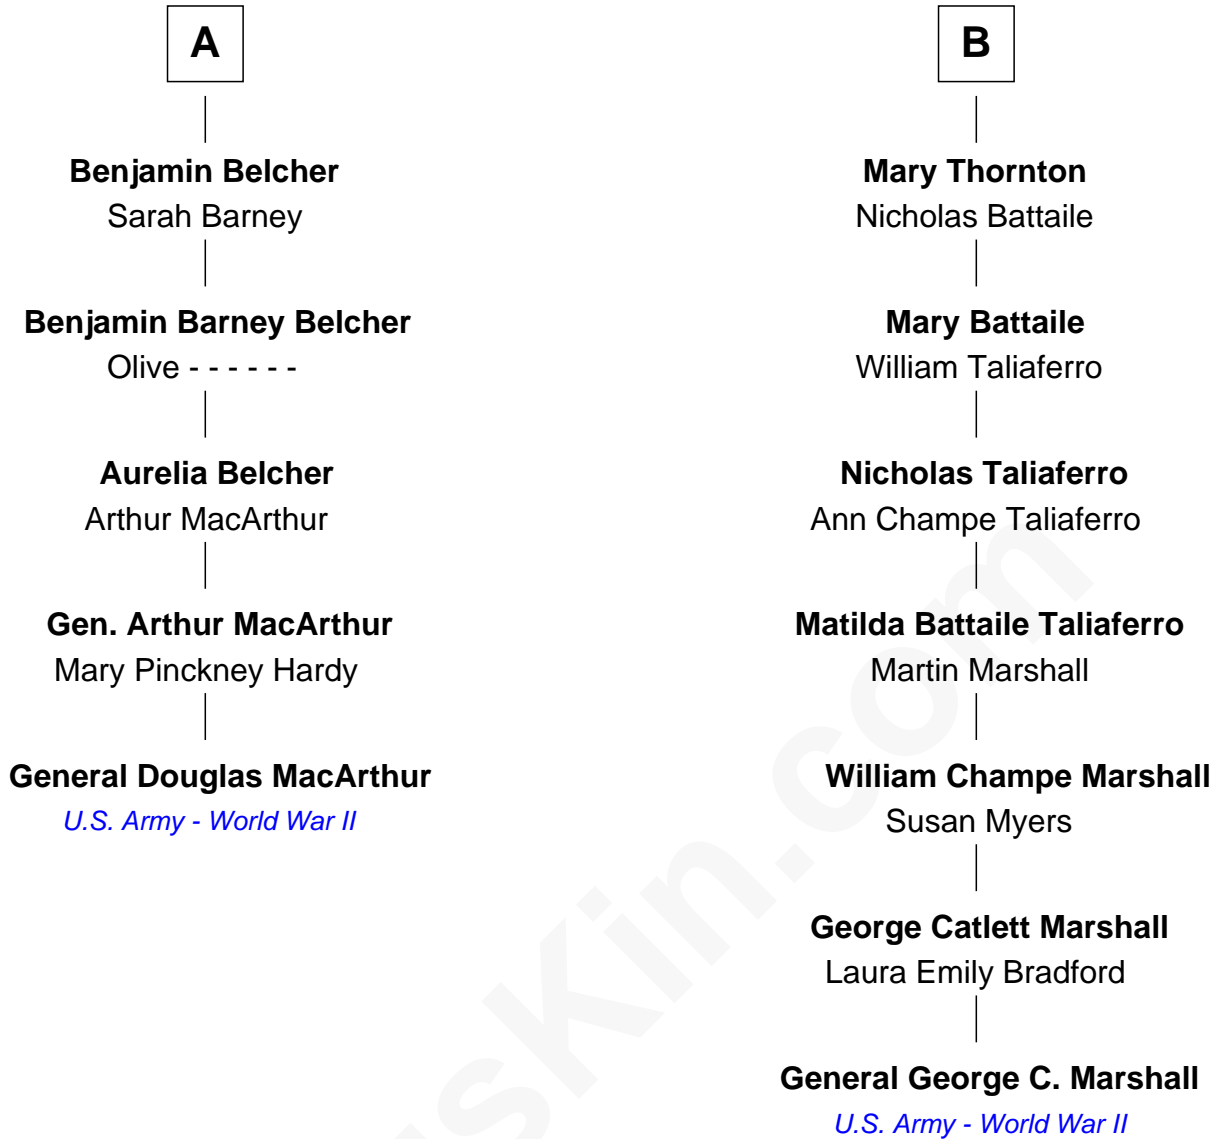 A
Benjamin Belcher
Sarah Barney
Benjamin Barney Belcher
Olive - - - - - -
Aurelia Belcher
Arthur MacArthur
Gen. Arthur MacArthur
Mary Pinckney Hardy
General Douglas MacArthur
U.S. Army - World War II
B
Mary Thornton
Nicholas Battaile
Mary Battaile
William Taliaferro
Nicholas Taliaferro
Ann Champe Taliaferro
Matilda Battaile Taliaferro
Martin Marshall
William Champe Marshall
Susan Myers
George Catlett Marshall
Laura Emily Bradford
General George C. Marshall
U.S. Army - World War II
sKin.com